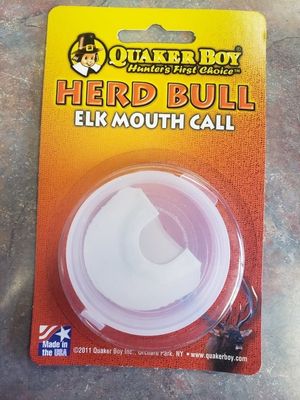 QUAKER BOY
Hunter's First Choice™
HERD BULL
ELK MOUTH CALL
Made in
the USA
©2011 Quaker Boy Inc., Orchard Park, NY • www.quakerboy.com